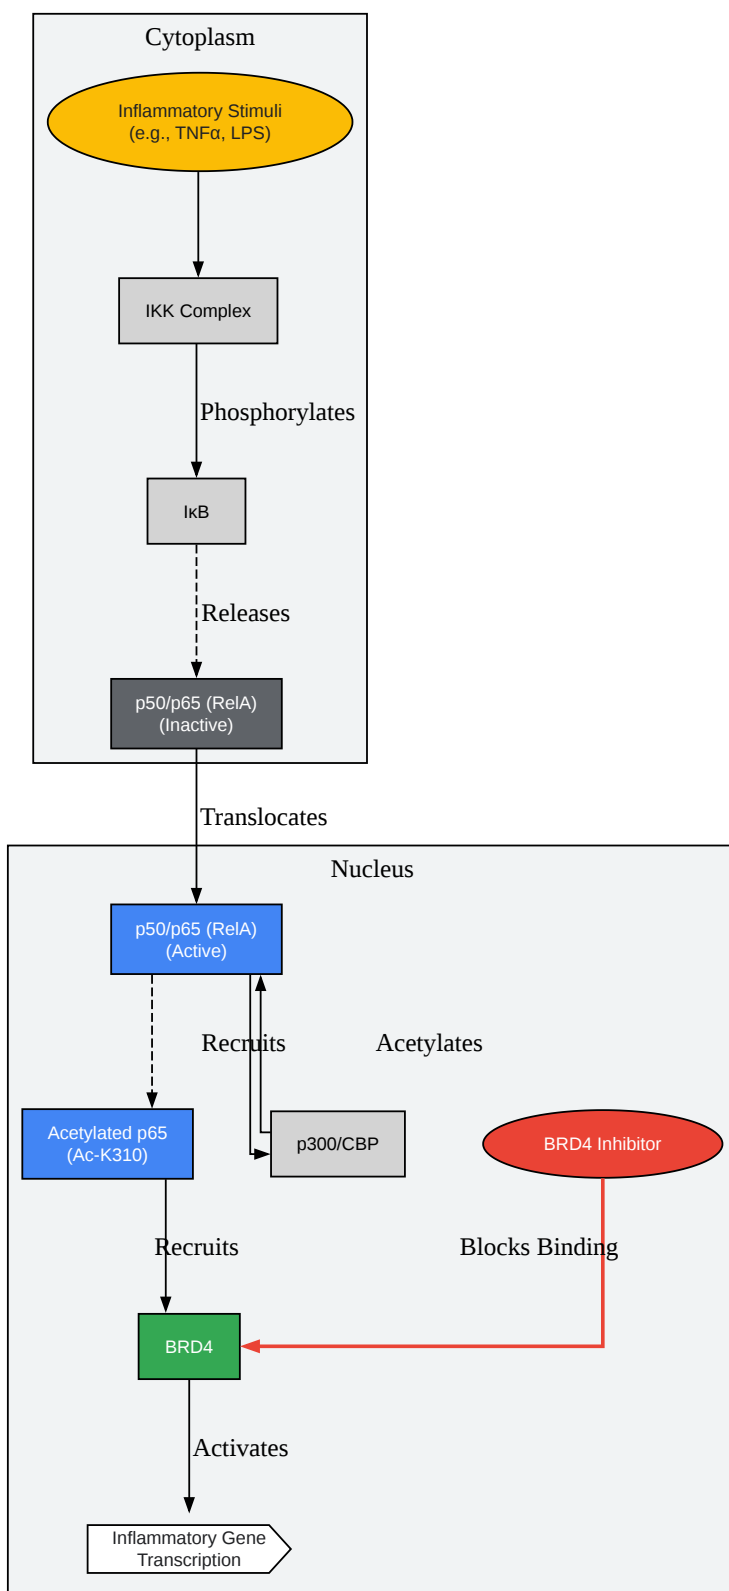 Cytoplasm
Inflammatory Stimuli
(e.g., TNFα, LPS)
IKK Complex
Phosphorylates
IκB
Releases
p50/p65 (RelA)
(Inactive)
Translocates
Nucleus
p50/p65 (RelA)
(Active)
Recruits
Acetylates
Acetylated p65
(Ac-K310)
p300/CBP
BRD4 Inhibitor
Recruits
Blocks Binding
BRD4
Activates
Inflammatory Gene
Transcription